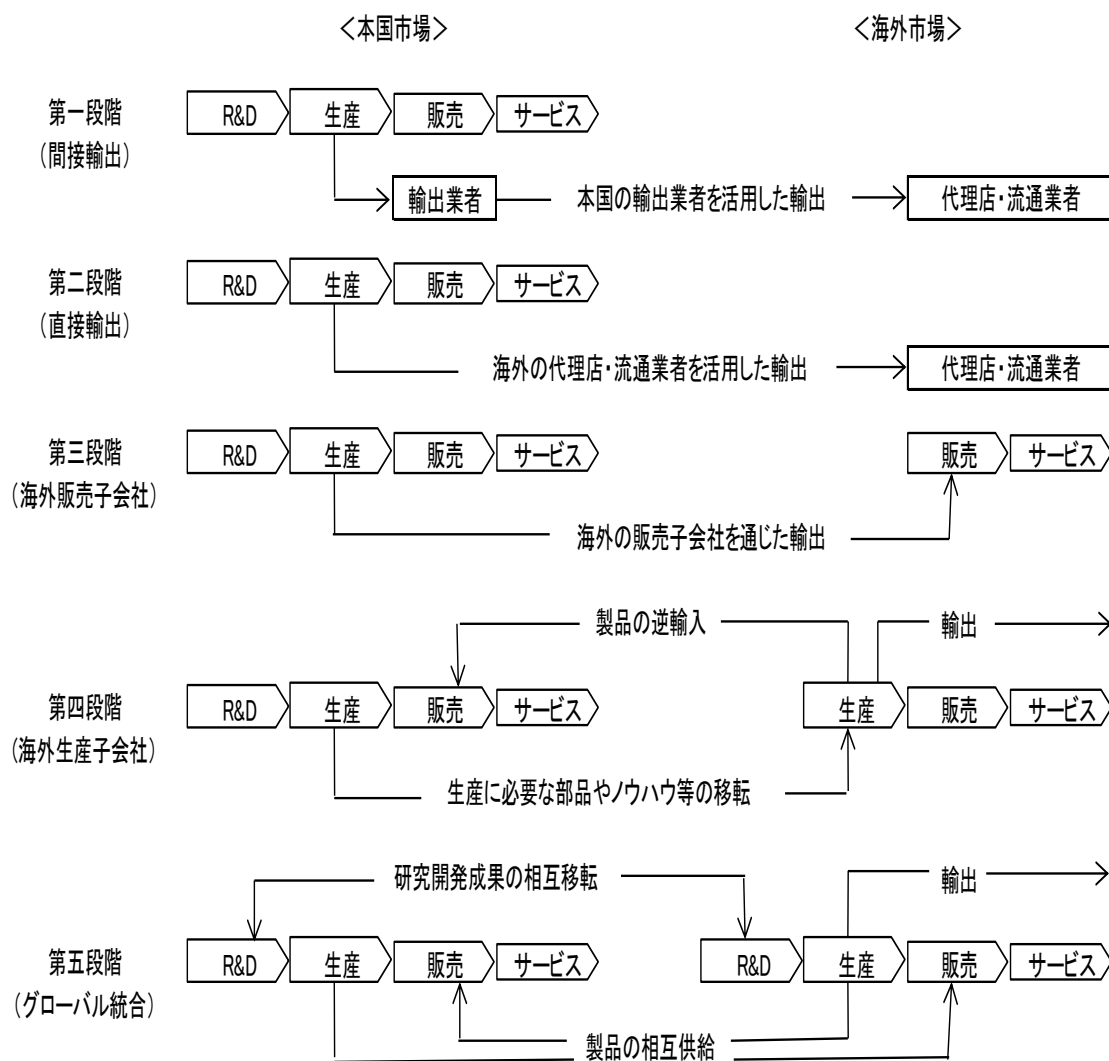 ＜本国市場＞ ＜海外市場＞
第一段階
（間接輸出）
R&D 生産 販売 サービス
輸出業者 本国の輸出業者を活用した輸出 代理店・流通業者
第二段階
（直接輸出）
R&D 生産 販売 サービス
海外の代理店・流通業者を活用した輸出 代理店・流通業者
第三段階
（海外販売子会社）
R&D 生産 販売 サービス 販売 サービス
海外の販売子会社を通じた輸出
製品の逆輸入 輸出
第四段階
（海外生産子会社）
R&D 生産 販売 サービス 生産 販売 サービス
生産に必要な部品やノウハウ等の移転
研究開発成果の相互移転 輸出
第五段階
（グローバル統合）
R&D 生産 販売 サービス R&D 生産 販売 サービス
製品の相互供給